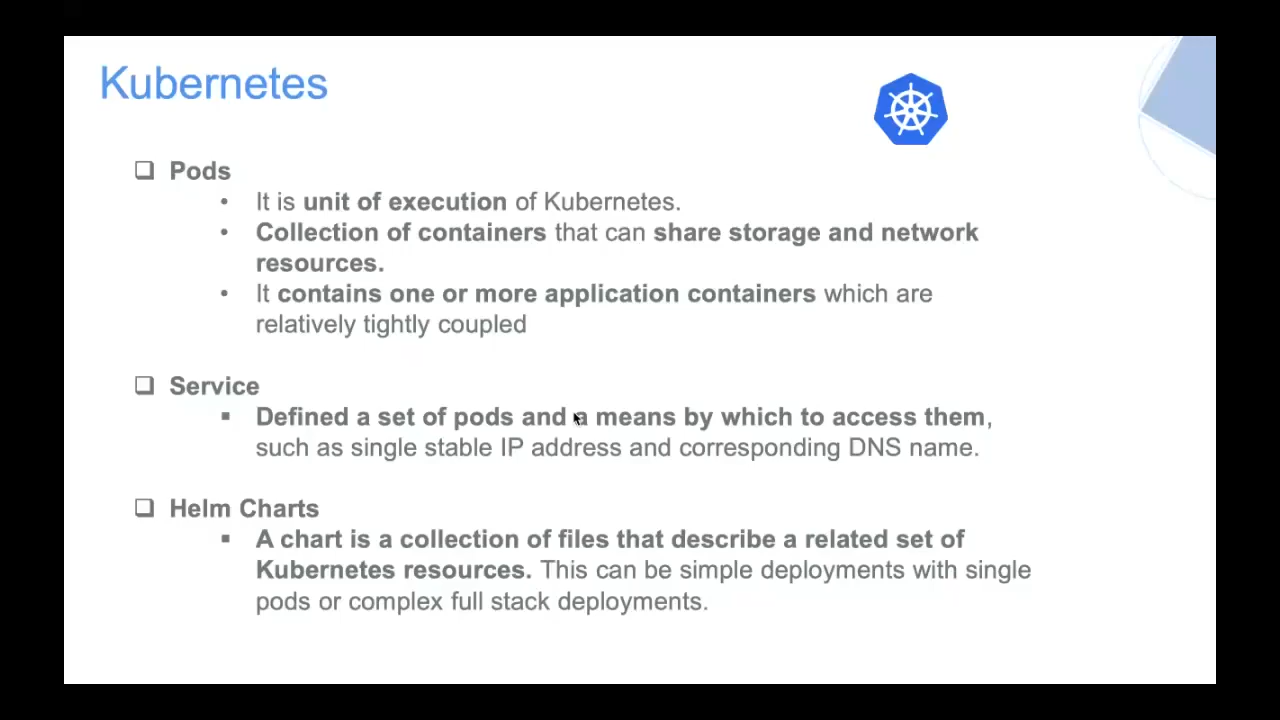 Kubernetes
❑ Pods
• It is unit of execution of Kubernetes.
• Collection of containers that can share storage and network
resources.
• It contains one or more application containers which are
relatively tightly coupled
❑ Service
▪ Defined a set of pods and a means by which to access them,
such as single stable IP address and corresponding DNS name.
❑ Helm Charts
▪ A chart is a collection of files that describe a related set of
Kubernetes resources. This can be simple deployments with single
pods or complex full stack deployments.